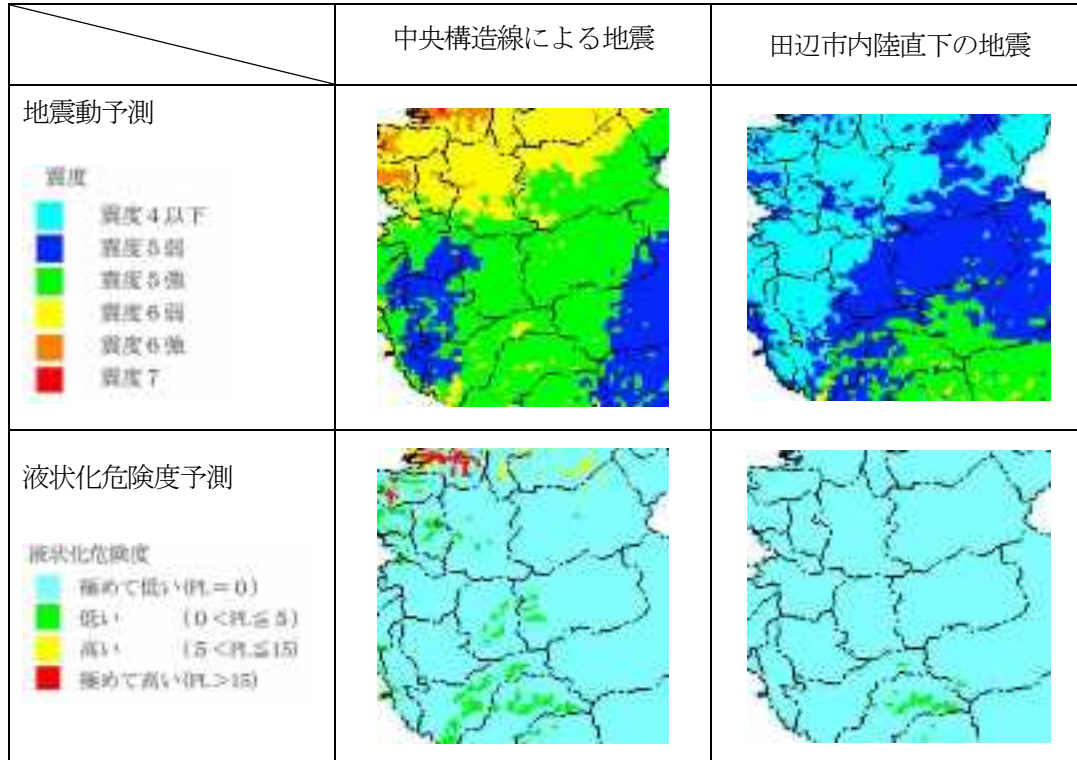 中央構造線による地震
田辺市内陸直下の地震
地震動予測
震度
震度4以下
震度5弱
震度5強
震度6弱
震度6強
震度7
液状化危険度予測
液状化危険度
極めて低い(PL=0)
低い (0<PL≦5)
高い (5<PL≦15)
極めて高い(PL>15)